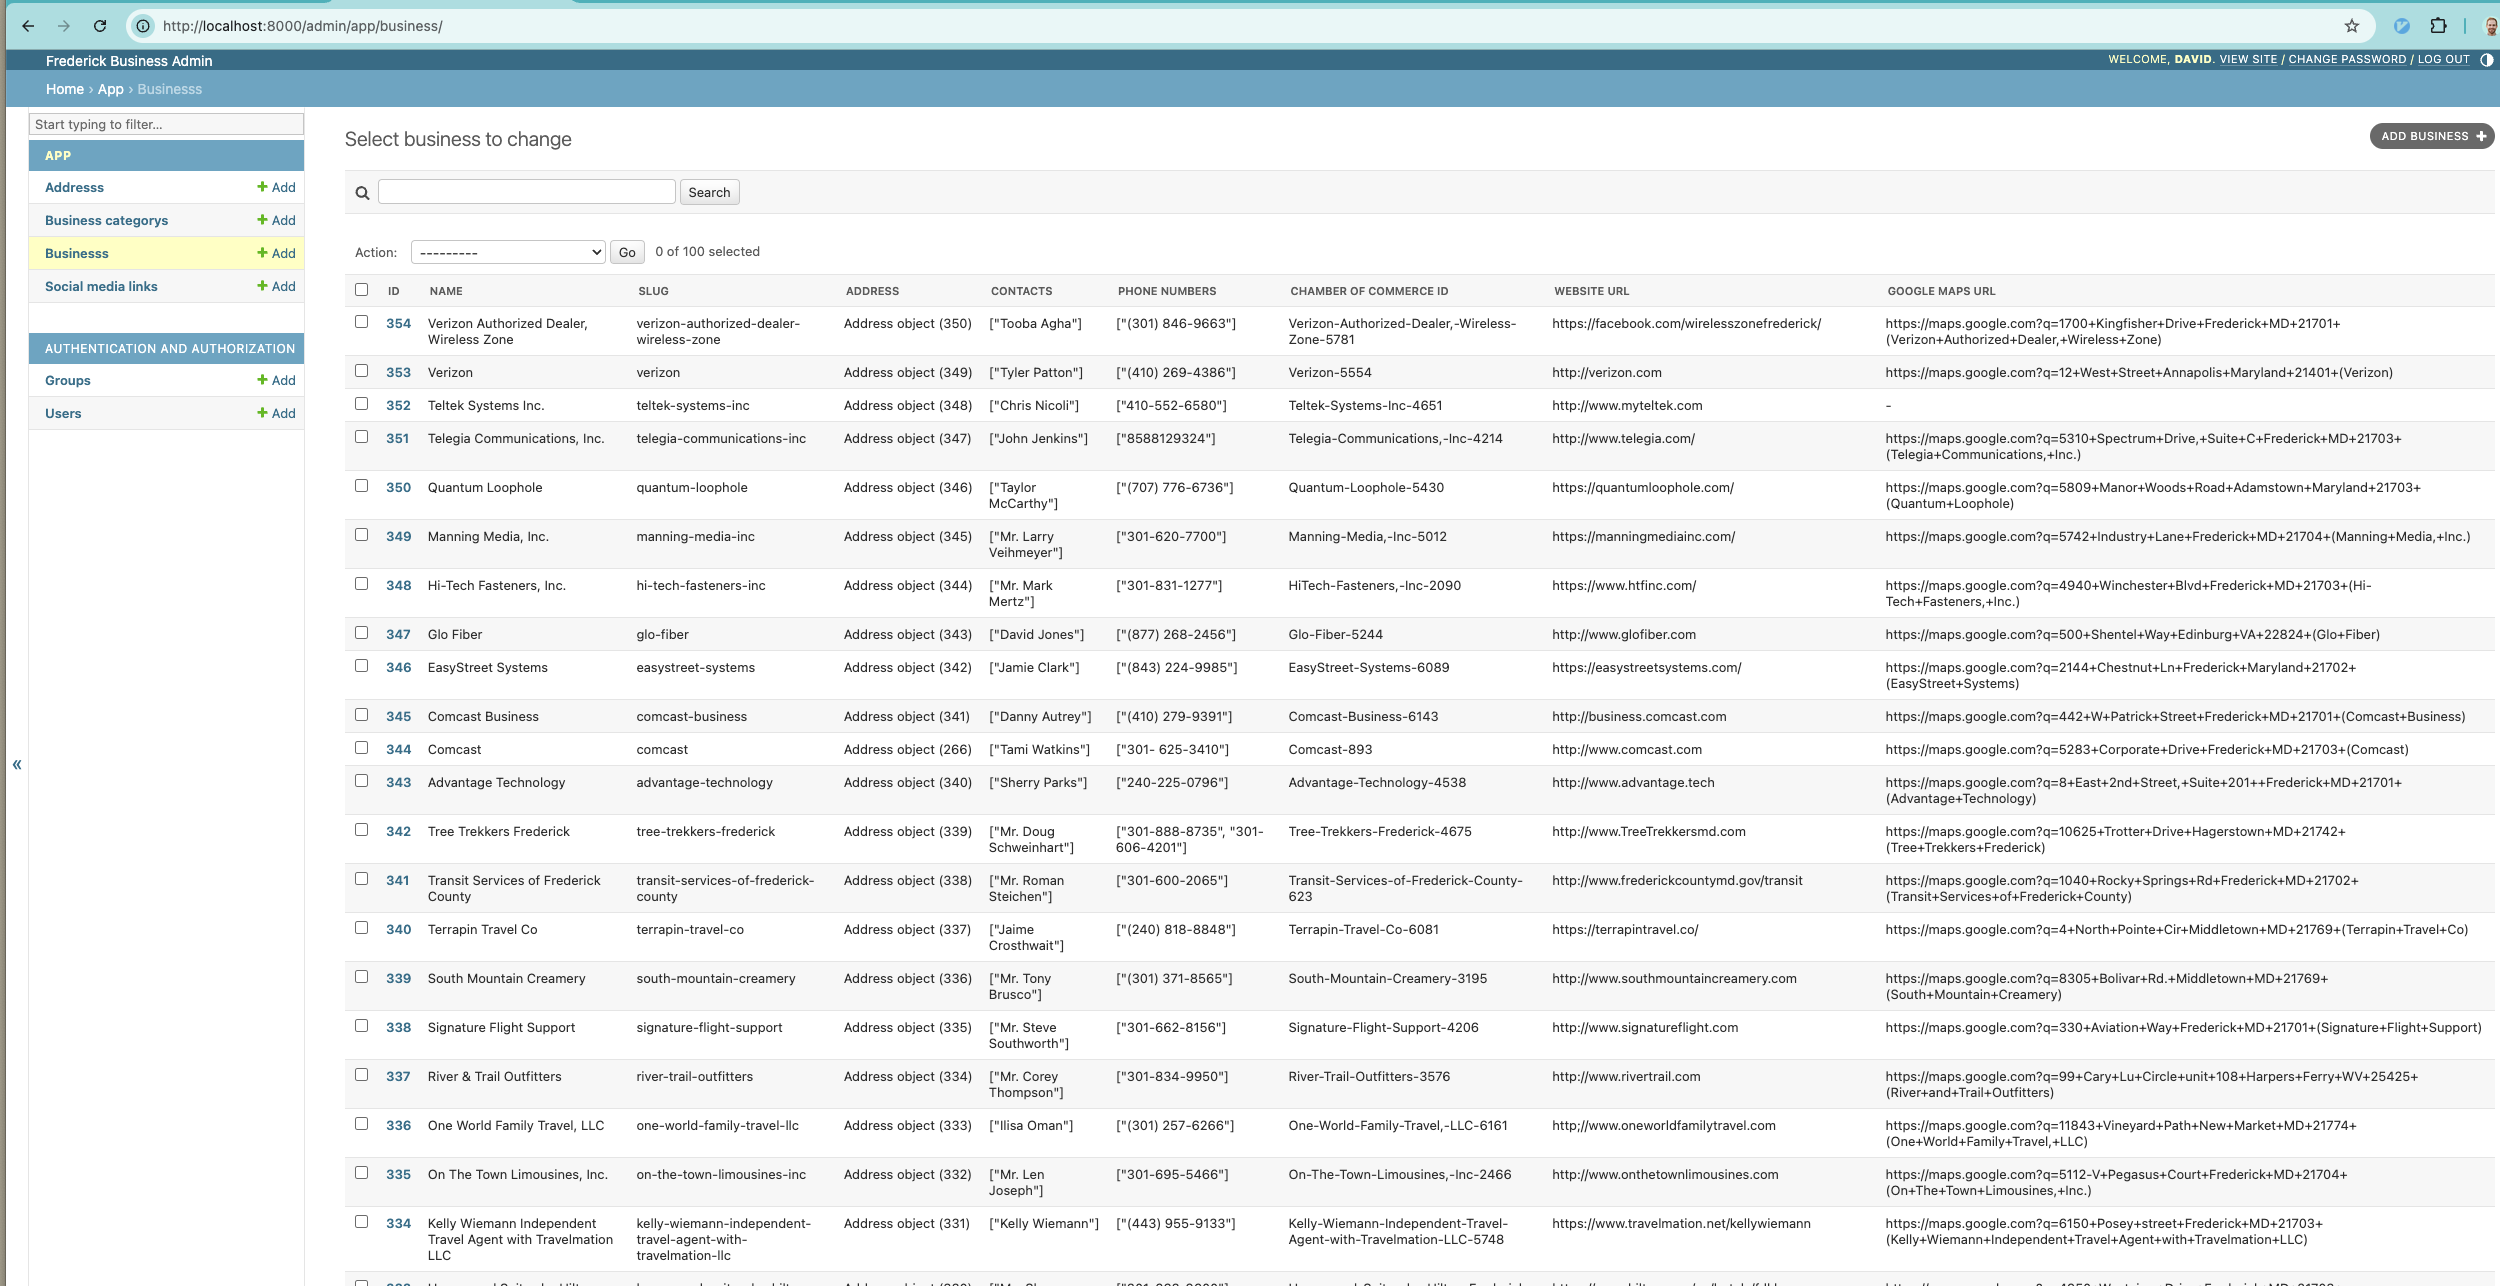 http://localhost:8000/admin/app/business/
Frederick Business Admin
WELCOME, DAVID. VIEW SITE / CHANGE PASSWORD / LOG OUT
Home › App › Businesss
Start typing to filter...
APP
Addresss + Add
Business categorys + Add
Businesss + Add
Social media links + Add
AUTHENTICATION AND AUTHORIZATION
Groups + Add
Users + Add
«
Select business to change
ADD BUSINESS +
Search
Action: --------- Go 0 of 100 selected
ID NAME SLUG ADDRESS CONTACTS PHONE NUMBERS CHAMBER OF COMMERCE ID WEBSITE URL GOOGLE MAPS URL
354 Verizon Authorized Dealer, verizon-authorized-dealer- Address object (350) ["Tooba Agha"] ["(301) 846-9663"] Verizon-Authorized-Dealer,-Wireless- https://facebook.com/wirelesszonefrederick/ https://maps.google.com?q=1700+Kingfisher+Drive+Frederick+MD+21701+
Wireless Zone wireless-zone Zone-5781 (Verizon+Authorized+Dealer,+Wireless+Zone)
353 Verizon verizon Address object (349) ["Tyler Patton"] ["(410) 269-4386"] Verizon-5554 http://verizon.com https://maps.google.com?q=12+West+Street+Annapolis+Maryland+21401+(Verizon)
352 Teltek Systems Inc. teltek-systems-inc Address object (348) ["Chris Nicoli"] ["410-552-6580"] Teltek-Systems-Inc-4651 http://www.myteltek.com -
351 Telegia Communications, Inc. telegia-communications-inc Address object (347) ["John Jenkins"] ["8588129324"] Telegia-Communications,-Inc-4214 http://www.telegia.com/ https://maps.google.com?q=5310+Spectrum+Drive,+Suite+C+Frederick+MD+21703+
(Telegia+Communications,+Inc.)
350 Quantum Loophole quantum-loophole Address object (346) ["Taylor ["(707) 776-6736"] Quantum-Loophole-5430 https://quantumloophole.com/ https://maps.google.com?q=5809+Manor+Woods+Road+Adamstown+Maryland+21703+
McCarthy"] (Quantum+Loophole)
349 Manning Media, Inc. manning-media-inc Address object (345) ["Mr. Larry ["301-620-7700"] Manning-Media,-Inc-5012 https://manningmediainc.com/ https://maps.google.com?q=5742+Industry+Lane+Frederick+MD+21704+(Manning+Media,+Inc.)
Veihmeyer"]
348 Hi-Tech Fasteners, Inc. hi-tech-fasteners-inc Address object (344) ["Mr. Mark ["301-831-1277"] HiTech-Fasteners,-Inc-2090 https://www.htfinc.com/ https://maps.google.com?q=4940+Winchester+Blvd+Frederick+MD+21703+(Hi-
Mertz"] Tech+Fasteners,+Inc.)
347 Glo Fiber glo-fiber Address object (343) ["David Jones"] ["(877) 268-2456"] Glo-Fiber-5244 http://www.glofiber.com https://maps.google.com?q=500+Shentel+Way+Edinburg+VA+22824+(Glo+Fiber)
346 EasyStreet Systems easystreet-systems Address object (342) ["Jamie Clark"] ["(843) 224-9985"] EasyStreet-Systems-6089 https://easystreetsystems.com/ https://maps.google.com?q=2144+Chestnut+Ln+Frederick+Maryland+21702+
(EasyStreet+Systems)
345 Comcast Business comcast-business Address object (341) ["Danny Autrey"] ["(410) 279-9391"] Comcast-Business-6143 http://business.comcast.com https://maps.google.com?q=442+W+Patrick+Street+Frederick+MD+21701+(Comcast+Business)
344 Comcast comcast Address object (266) ["Tami Watkins"] ["301- 625-3410"] Comcast-893 http://www.comcast.com https://maps.google.com?q=5283+Corporate+Drive+Frederick+MD+21703+(Comcast)
343 Advantage Technology advantage-technology Address object (340) ["Sherry Parks"] ["240-225-0796"] Advantage-Technology-4538 http://www.advantage.tech https://maps.google.com?q=8+East+2nd+Street,+Suite+201++Frederick+MD+21701+
(Advantage+Technology)
342 Tree Trekkers Frederick tree-trekkers-frederick Address object (339) ["Mr. Doug ["301-888-8735", "301- Tree-Trekkers-Frederick-4675 http://www.TreeTrekkersmd.com https://maps.google.com?q=10625+Trotter+Drive+Hagerstown+MD+21742+
Schweinhart"] 606-4201"] (Tree+Trekkers+Frederick)
341 Transit Services of Frederick transit-services-of-frederick- Address object (338) ["Mr. Roman ["301-600-2065"] Transit-Services-of-Frederick-County- http://www.frederickcountymd.gov/transit https://maps.google.com?q=1040+Rocky+Springs+Rd+Frederick+MD+21702+
County county Steichen"] 623 (Transit+Services+of+Frederick+County)
340 Terrapin Travel Co terrapin-travel-co Address object (337) ["Jaime ["(240) 818-8848"] Terrapin-Travel-Co-6081 https://terrapintravel.co/ https://maps.google.com?q=4+North+Pointe+Cir+Middletown+MD+21769+(Terrapin+Travel+Co)
Crosthwait"]
339 South Mountain Creamery south-mountain-creamery Address object (336) ["Mr. Tony ["(301) 371-8565"] South-Mountain-Creamery-3195 http://www.southmountaincreamery.com https://maps.google.com?q=8305+Bolivar+Rd.+Middletown+MD+21769+
Brusco"] (South+Mountain+Creamery)
338 Signature Flight Support signature-flight-support Address object (335) ["Mr. Steve ["301-662-8156"] Signature-Flight-Support-4206 http://www.signatureflight.com https://maps.google.com?q=330+Aviation+Way+Frederick+MD+21701+(Signature+Flight+Support)
Southworth"]
337 River & Trail Outfitters river-trail-outfitters Address object (334) ["Mr. Corey ["301-834-9950"] River-Trail-Outfitters-3576 http://www.rivertrail.com https://maps.google.com?q=99+Cary+Lu+Circle+unit+108+Harpers+Ferry+WV+25425+
Thompson"] (River+and+Trail+Outfitters)
336 One World Family Travel, LLC one-world-family-travel-llc Address object (333) ["Ilisa Oman"] ["(301) 257-6266"] One-World-Family-Travel,-LLC-6161 http;//www.oneworldfamilytravel.com https://maps.google.com?q=11843+Vineyard+Path+New+Market+MD+21774+
(One+World+Family+Travel,+LLC)
335 On The Town Limousines, Inc. on-the-town-limousines-inc Address object (332) ["Mr. Len ["301-695-5466"] On-The-Town-Limousines,-Inc-2466 http://www.onthetownlimousines.com https://maps.google.com?q=5112-V+Pegasus+Court+Frederick+MD+21704+
Joseph"] (On+The+Town+Limousines,+Inc.)
334 Kelly Wiemann Independent kelly-wiemann-independent- Address object (331) ["Kelly Wiemann"] ["(443) 955-9133"] Kelly-Wiemann-Independent-Travel- https://www.travelmation.net/kellywiemann https://maps.google.com?q=6150+Posey+street+Frederick+MD+21703+
Travel Agent with Travelmation travel-agent-with- Agent-with-Travelmation-LLC-5748 (Kelly+Wiemann+Independent+Travel+Agent+with+Travelmation+LLC)
LLC travelmation-llc